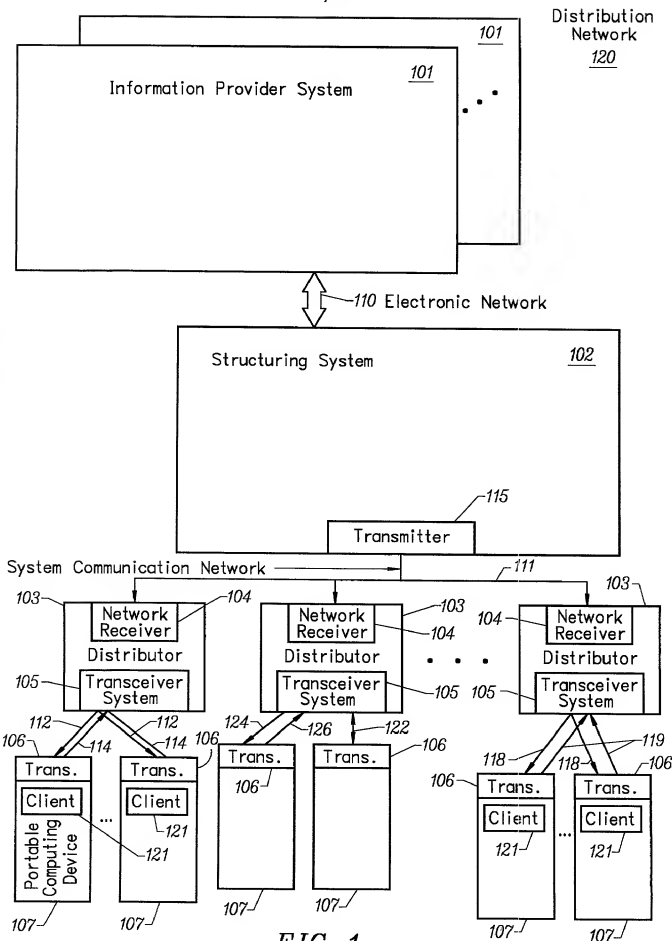 Distribution
Network
120
101
101
Information Provider System
110 Electronic Network
Structuring System
102
115
Transmitter
System Communication Network
111
103
103
103
Network
Receiver
104
Distributor
105
Transceiver
System
Network
Receiver
104
Distributor
Transceiver
System
105
104
Network
Receiver
Distributor
105
Transceiver
System
112
112
106
114
114
106
124
126
122
118
118
119
106
106
106
Trans.
Client
Portable
Computing
Device
121
107
...
Trans.
Client
121
107
Trans.
106
107
Trans.
107
Trans.
Client
121
107
...
Trans.
Client
121
107
FIG. 1